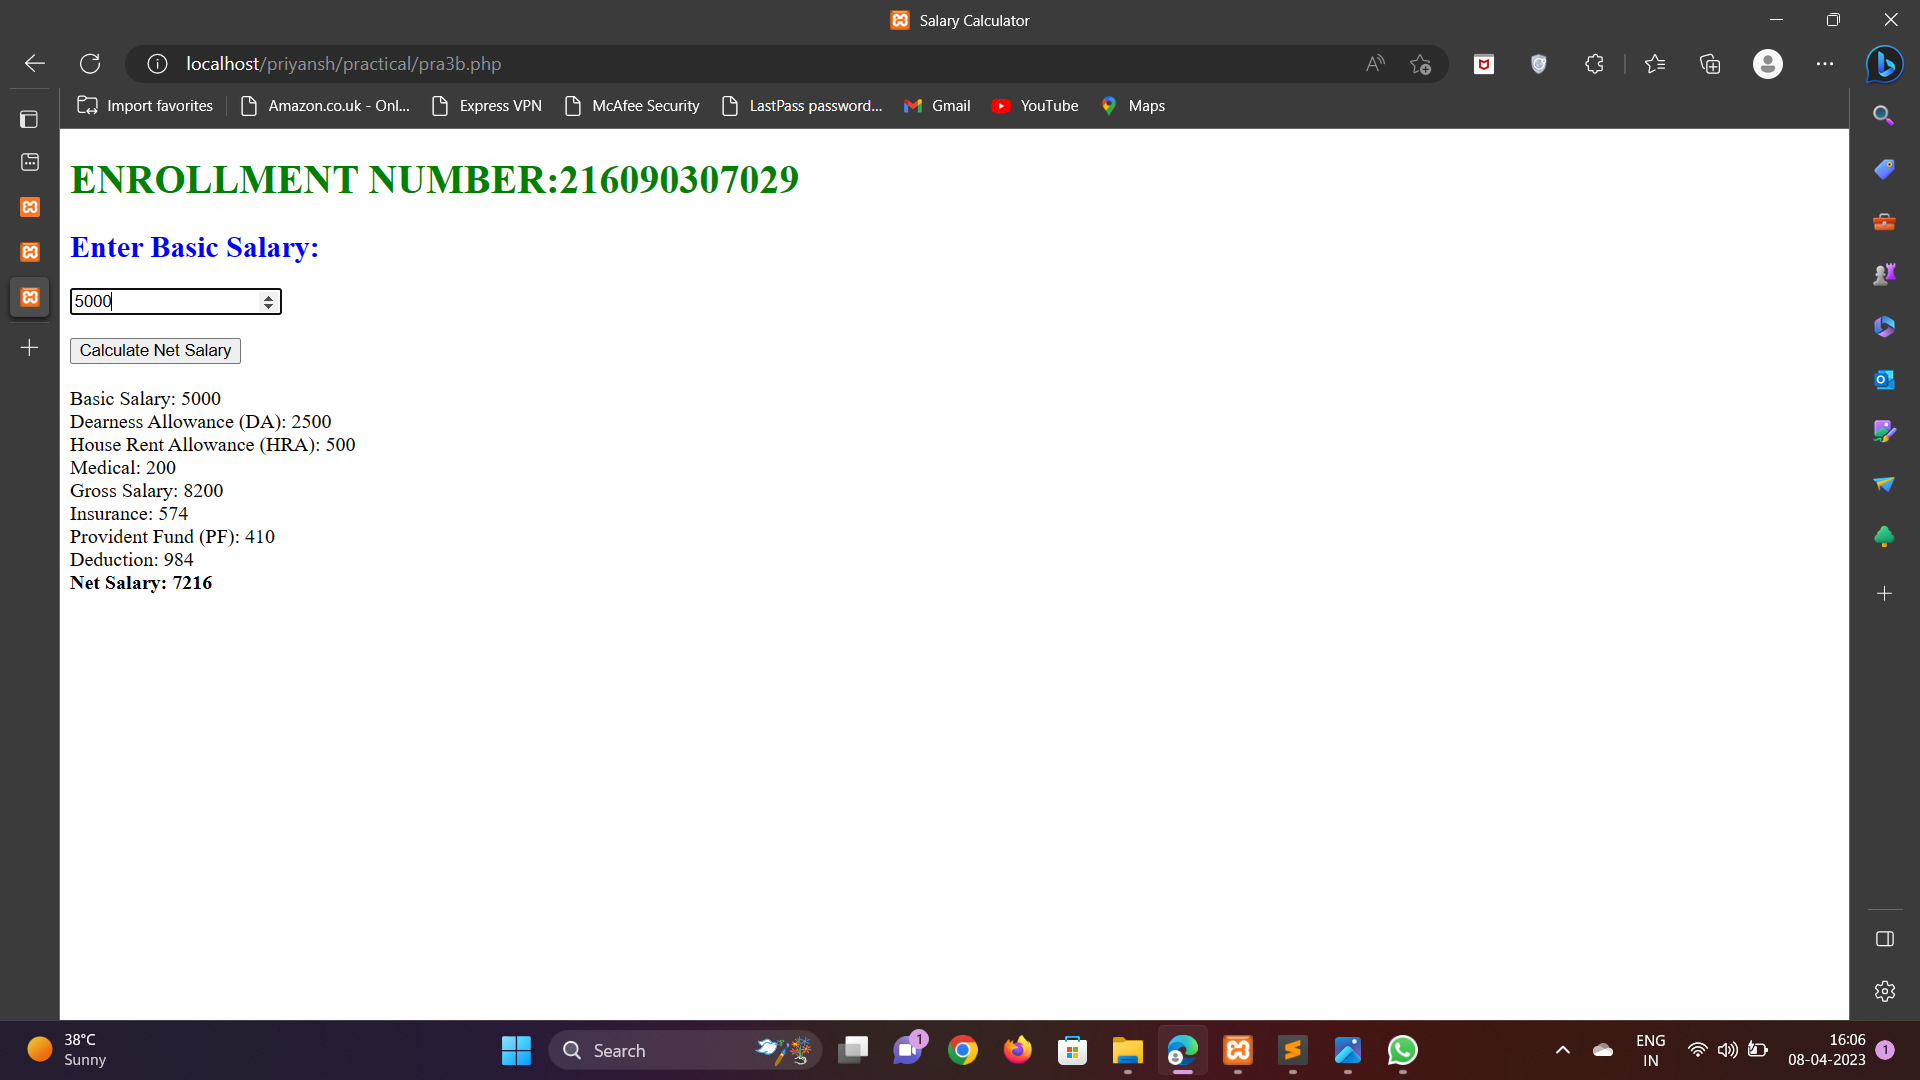 Salary Calculator
localhost/priyansh/practical/pra3b.php
Import favorites
Amazon.co.uk - Onl...
Express VPN
McAfee Security
LastPass password...
Gmail
YouTube
Maps
ENROLLMENT NUMBER:216090307029
Enter Basic Salary:
5000
Calculate Net Salary
Basic Salary: 5000
Dearness Allowance (DA): 2500
House Rent Allowance (HRA): 500
Medical: 200
Gross Salary: 8200
Insurance: 574
Provident Fund (PF): 410
Deduction: 984
Net Salary: 7216
38°C
Sunny
Search
1
ENG
IN
16:06
08-04-2023
1